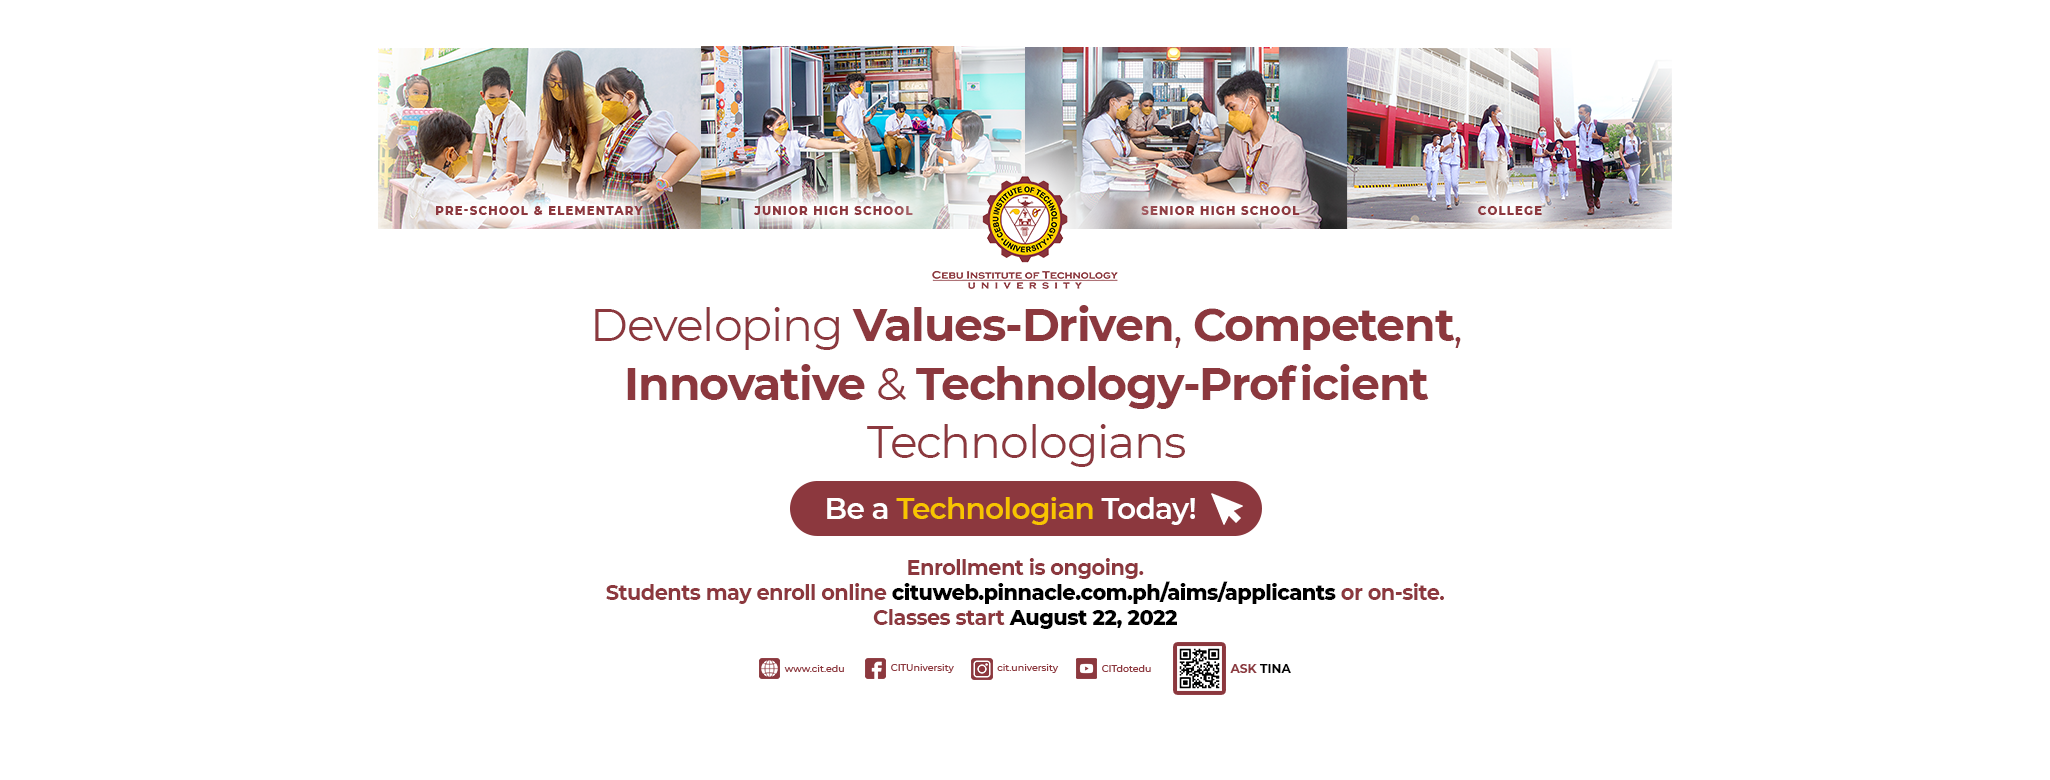 PRE-SCHOOL & ELEMENTARY
JUNIOR HIGH SCHOOL
SENIOR HIGH SCHOOL
COLLEGE
CEBU INSTITUTE OF TECHNOLOGY
UNIVERSITY
CEBU INSTITUTE OF TECHNOLOGY
UNIVERSITY
Developing Values-Driven, Competent,
Innovative & Technology-Proficient
Technologians
Be a Technologian Today!
Enrollment is ongoing.
Students may enroll online cituweb.pinnacle.com.ph/aims/applicants or on-site.
Classes start August 22, 2022
www.cit.edu
CITUniversity
cit.university
CITdotedu
ASK TINA